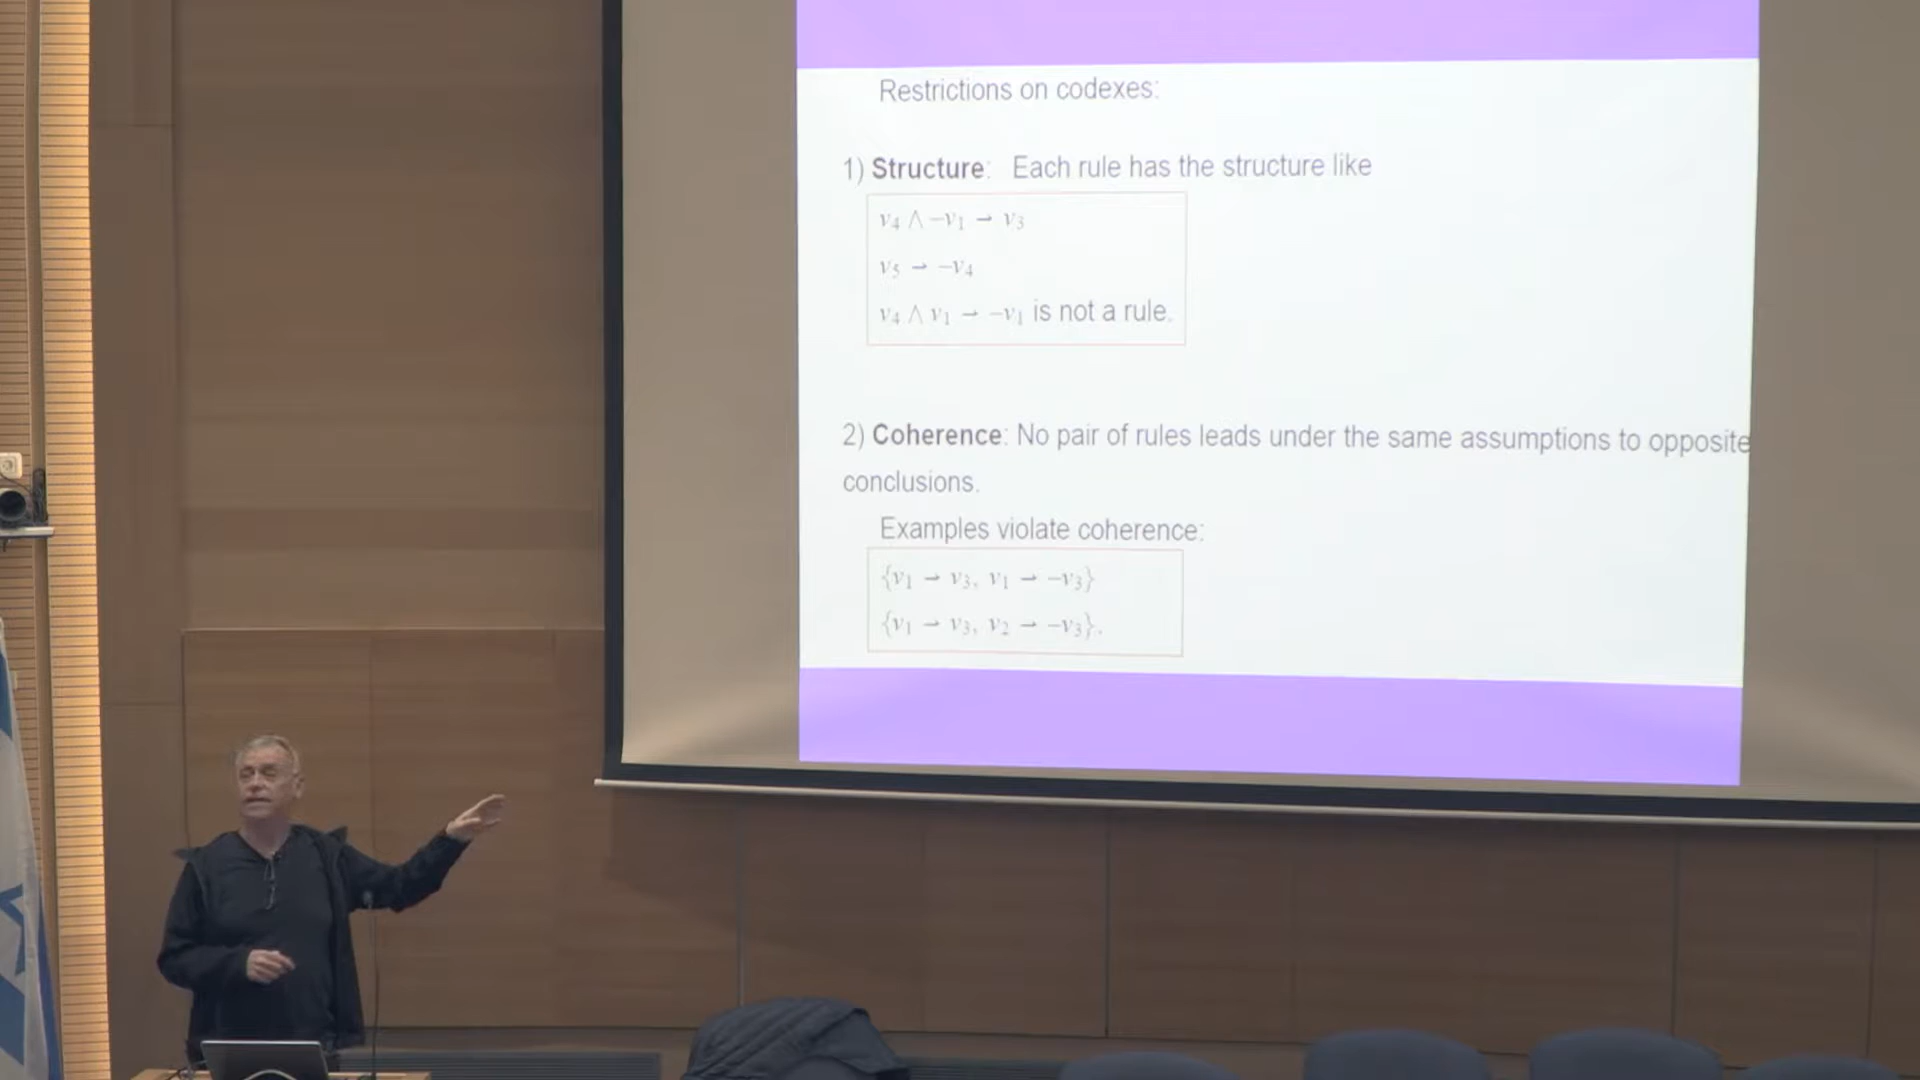 Restrictions on codexes:
1) Structure: Each rule has the structure like
v₄ ∧ −v₁ → v₃
v₅ → −v₄
v₄ ∧ v₁ → −v₁ is not a rule.
2) Coherence: No pair of rules leads under the same assumptions to opposite
conclusions.
Examples violate coherence:
{v₁ → v₃, v₁ → −v₃}
{v₁ → v₃, v₂ → −v₃}.